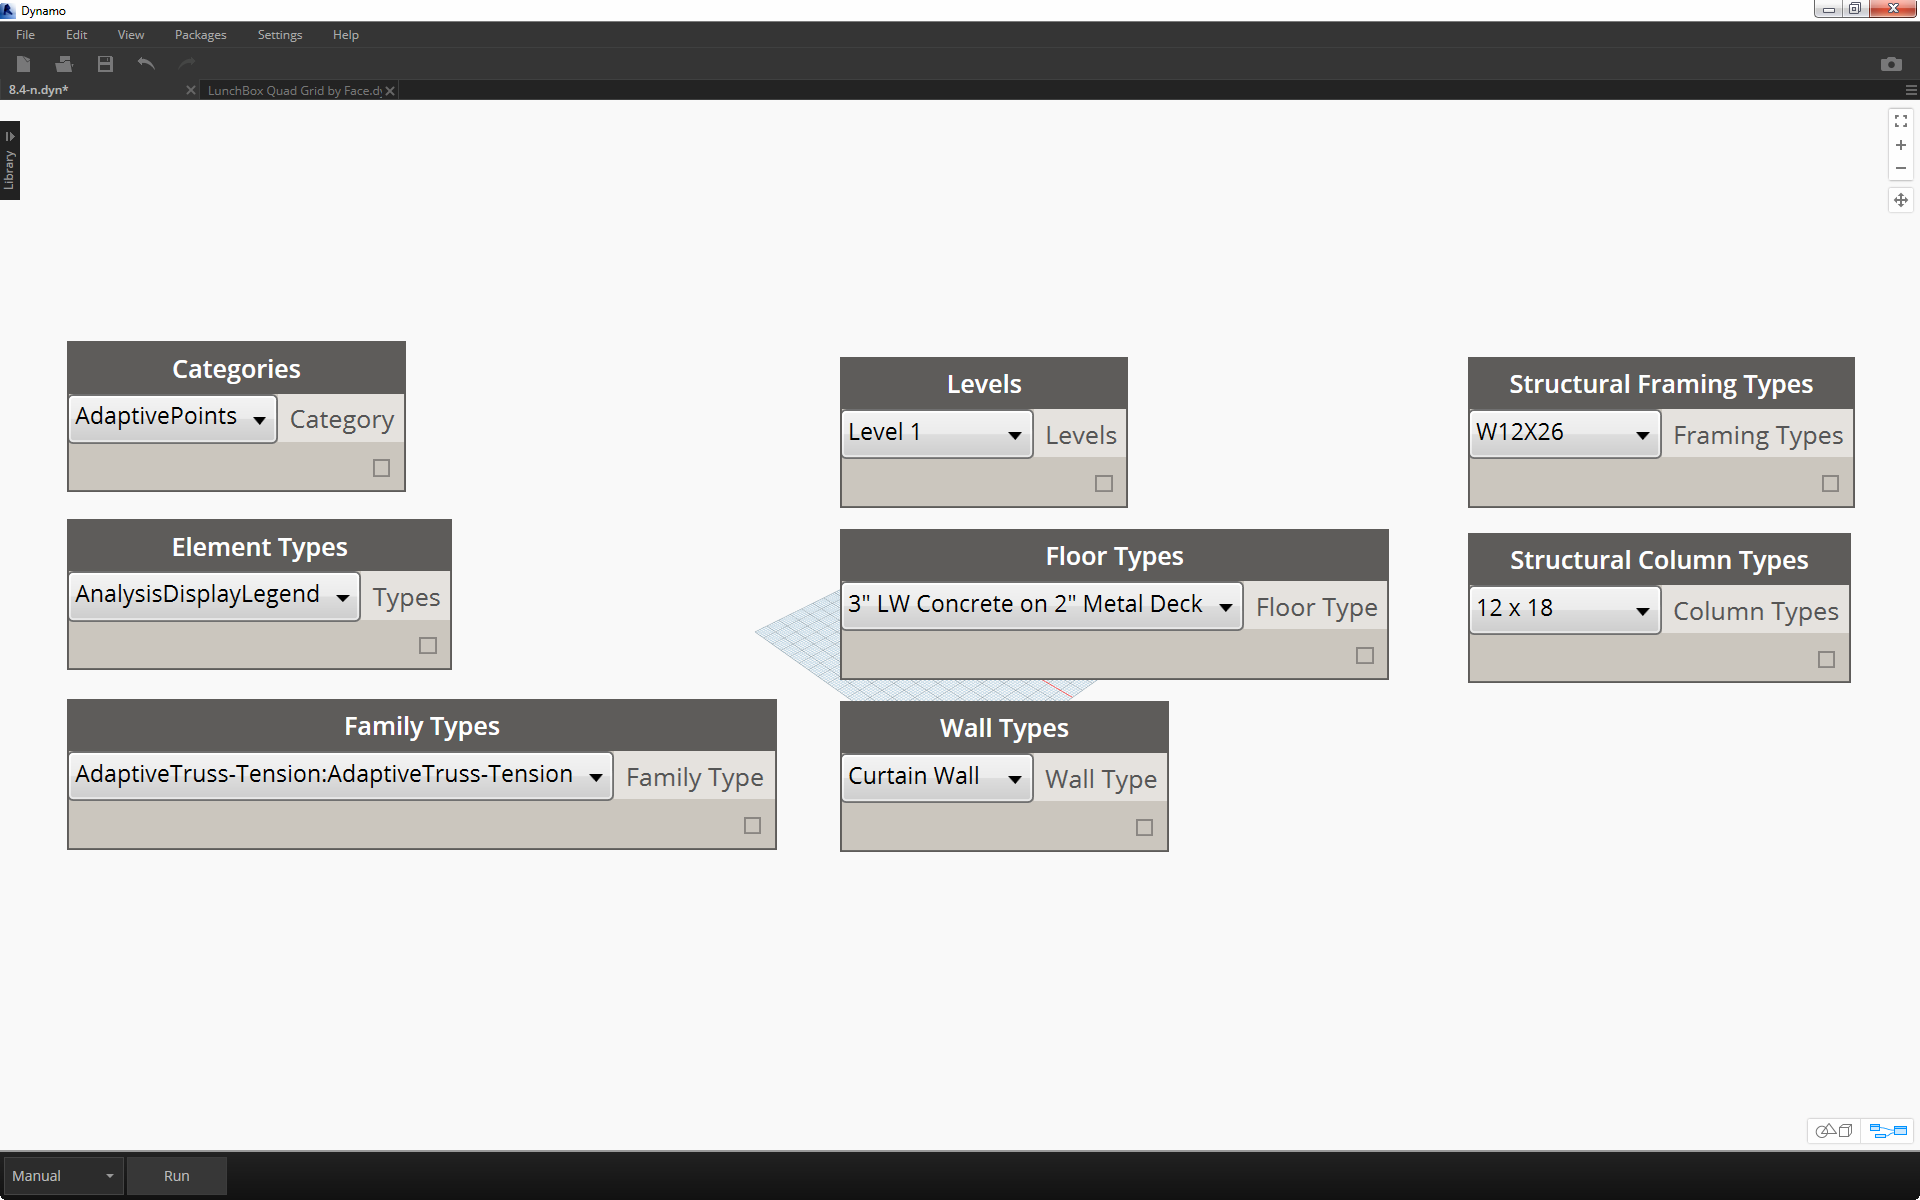 Dynamo
File Edit View Packages Settings Help
8.4-n.dyn* LunchBox Quad Grid by Face.dy
Library
Categories
AdaptivePoints Category
Element Types
AnalysisDisplayLegend Types
Family Types
AdaptiveTruss-Tension:AdaptiveTruss-Tension Family Type
Levels
Level 1 Levels
Floor Types
3" LW Concrete on 2" Metal Deck Floor Type
Wall Types
Curtain Wall Wall Type
Structural Framing Types
W12X26 Framing Types
Structural Column Types
12 x 18 Column Types
Manual Run